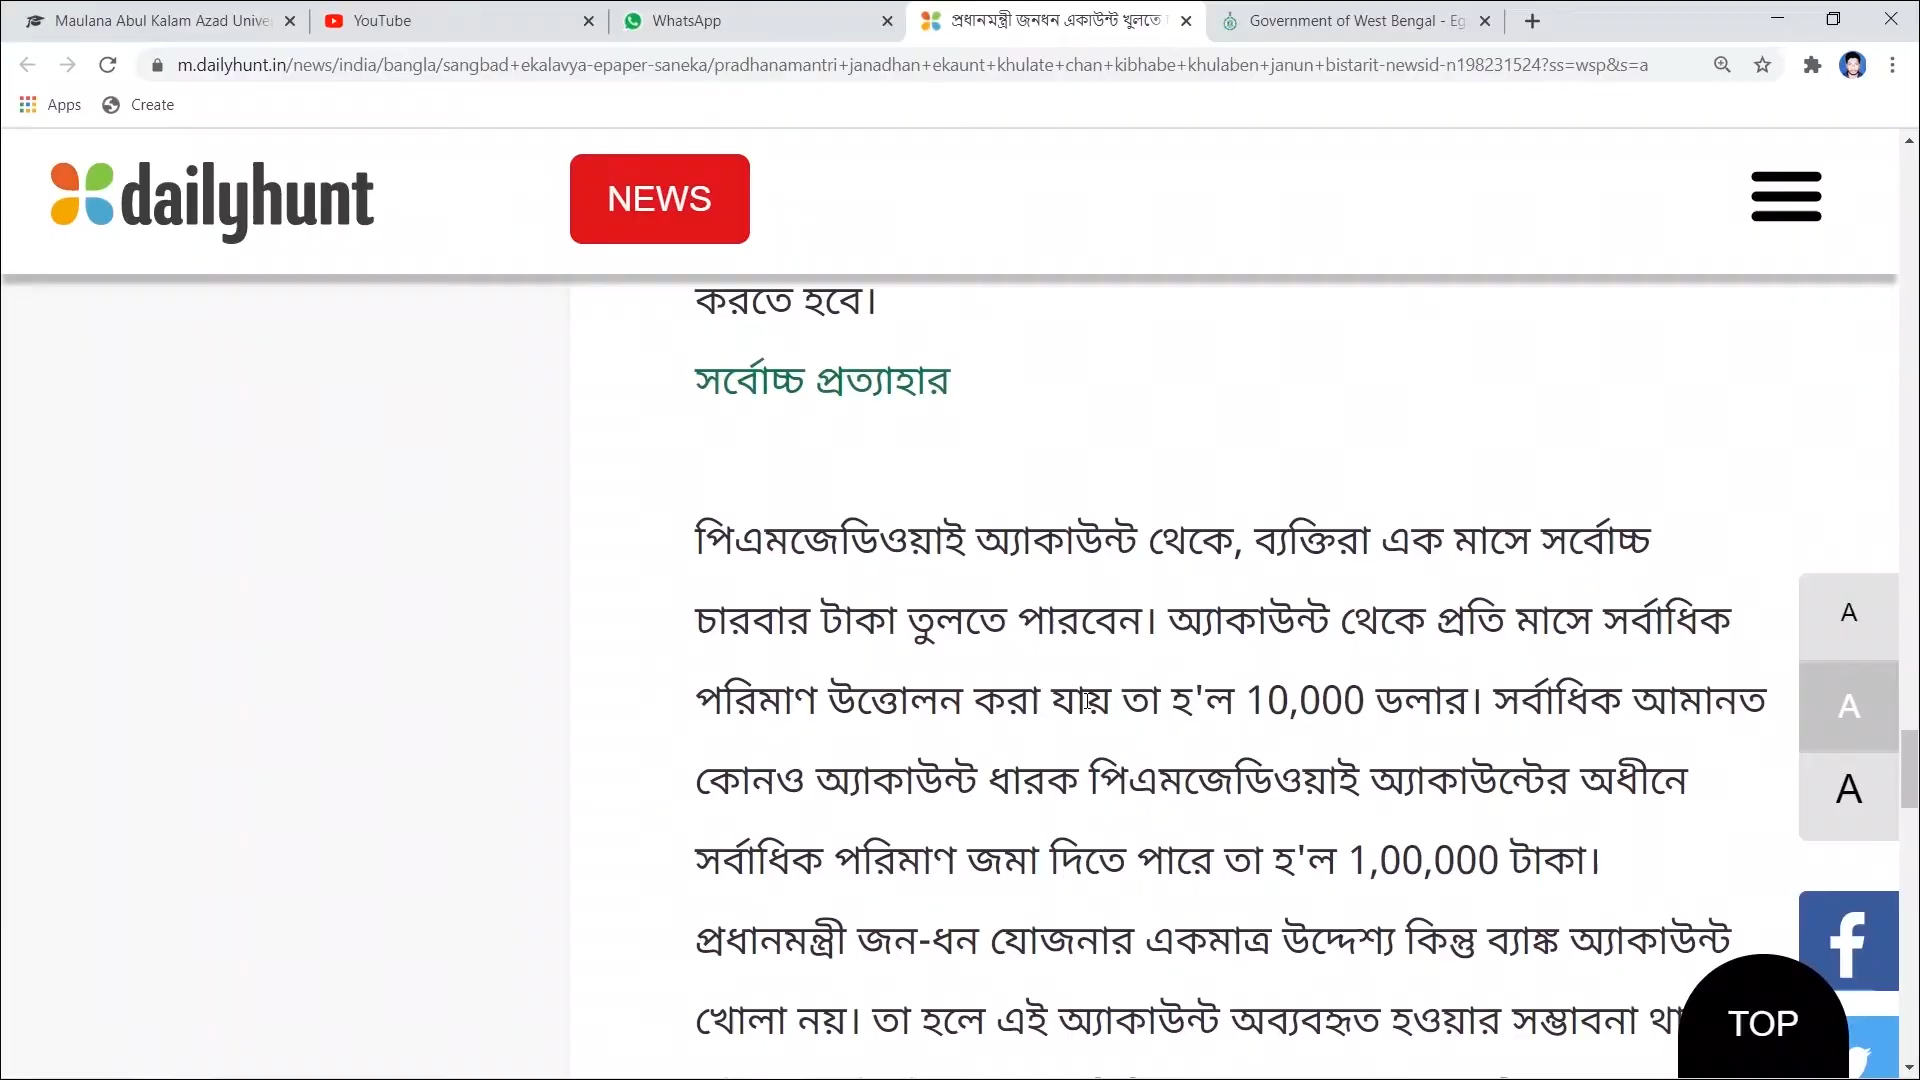 Maulana Abul Kalam Azad Unive
YouTube
WhatsApp
প্রধানমন্ত্রী জনধন একাউন্ট খুলতে
Government of West Bengal - Eg
m.dailyhunt.in/news/india/bangla/sangbad+ekalavya-epaper-saneka/pradhanamantri+janadhan+ekaunt+khulate+chan+kibhabe+khulaben+janun+bistarit-newsid-n198231524?ss=wsp&s=a
Apps
Create
dailyhunt
NEWS
করতে হবে।
সর্বোচ্চ প্রত্যাহার
পিএমজেডিওয়াই অ্যাকাউন্ট থেকে, ব্যক্তিরা এক মাসে সর্বোচ্চ
চারবার টাকা তুলতে পারবেন। অ্যাকাউন্ট থেকে প্রতি মাসে সর্বাধিক
পরিমাণ উত্তোলন করা যায় তা হ'ল 10,000 ডলার। সর্বাধিক আমানত
কোনও অ্যাকাউন্ট ধারক পিএমজেডিওয়াই অ্যাকাউন্টের অধীনে
সর্বাধিক পরিমাণ জমা দিতে পারে তা হ'ল 1,00,000 টাকা।
প্রধানমন্ত্রী জন-ধন যোজনার একমাত্র উদ্দেশ্য কিন্তু ব্যাঙ্ক অ্যাকাউন্ট
খোলা নয়। তা হলে এই অ্যাকাউন্ট অব্যবহৃত হওয়ার সম্ভাবনা
A
A
A
TOP